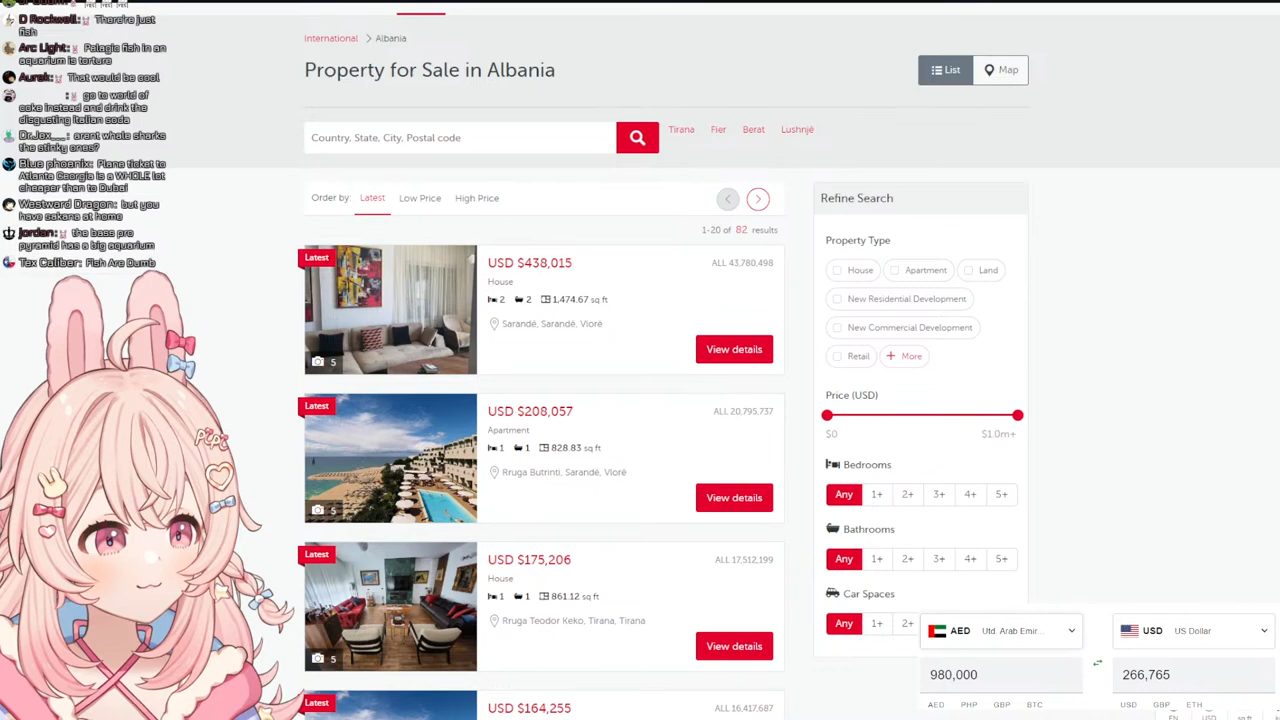 D Rockwell: There're just
fish
Arc Light: Pelagic fish in an
aquarium is torture
Aurek: That would be cool
: go to world of
coke instead and drink the
disgusting italian soda
Dr.Jex__: arent whale sharks
the stinky ones?
Blue phoenix: Plane ticket to
Atlanta Georgia is a WHOLE lot
cheaper than to Dubai
Westward Dragon: but you
have sakana at home
jordan: the bass pro
pyramid has a big aquarium
Tex Caliber: Fish Are Dumb
International > Albania
Property for Sale in Albania
List
Map
Country, State, City, Postal code
Tirana
Fier
Berat
Lushnjë
Order by:
Latest
Low Price
High Price
1-20 of 82 results
Latest
5
USD $438,015
ALL 43,780,498
House
2 2 1,474.67 sq ft
Sarandë, Sarandë, Vlorë
View details
Latest
5
USD $208,057
ALL 20,795,737
Apartment
1 1 828.83 sq ft
Rruga Butrinti, Sarandë, Vlorë
View details
Latest
5
USD $175,206
ALL 17,512,199
House
1 1 861.12 sq ft
Rruga Teodor Keko, Tirana, Tirana
View details
Latest
USD $164,255
ALL 16,417,687
Refine Search
Property Type
House
Apartment
Land
New Residential Development
New Commercial Development
Retail
+ More
Price (USD)
$0
$1.0m+
Bedrooms
Any 1+ 2+ 3+ 4+ 5+
Bathrooms
Any 1+ 2+ 3+ 4+ 5+
Car Spaces
Any 1+ 2+
AED Utd. Arab Emir...
USD US Dollar
980,000
266,765
AED PHP GBP BTC
USD GBP ETH
EN USD sq ft
PiPi